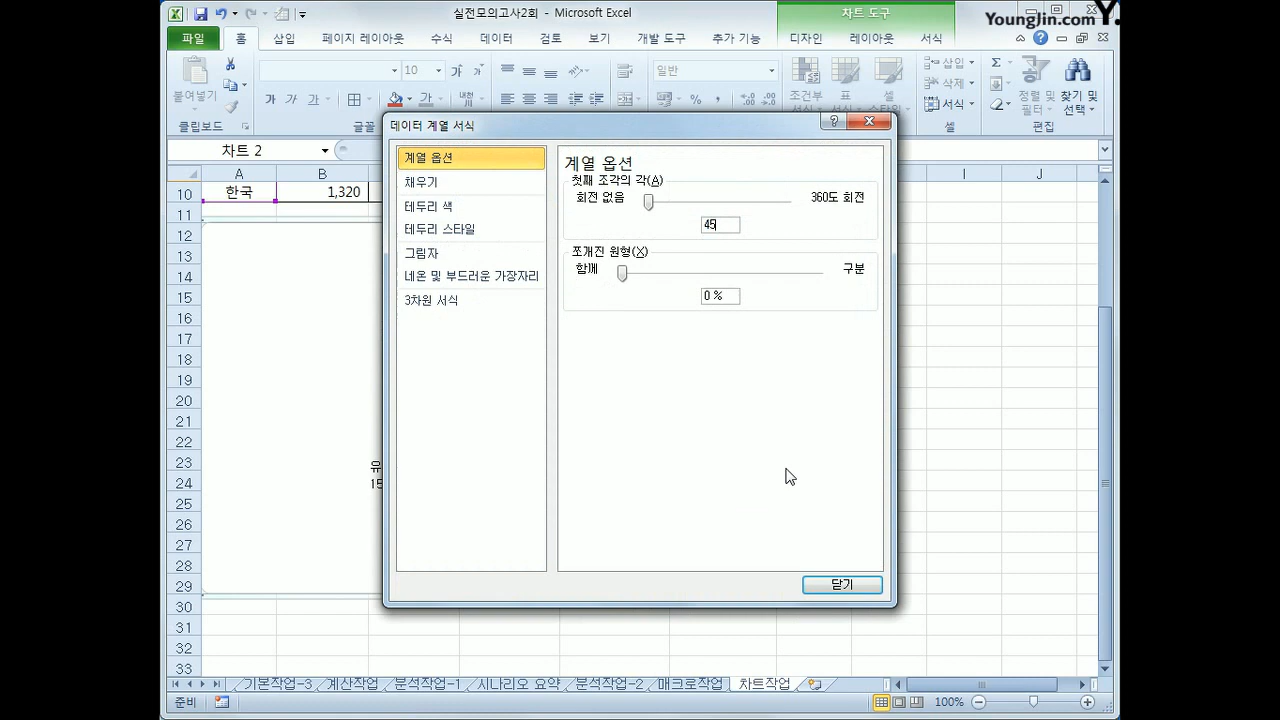 실전모의고사2회 - Microsoft Excel
차트 도구
YoungJin.com Y.
파일
홈
삽입
페이지 레이아웃
수식
데이터
검토
보기
개발 도구
추가 기능
디자인
레이아웃
서식
붙여넣기
10
가 가 가
일반
%
조건부
표
셀
삽입
삭제
서식
정렬 및
필터
찾기 및
선택
클립보드
글꼴
셀
편집
차트 2
데이터 계열 서식
계열 옵션
채우기
테두리 색
테두리 스타일
그림자
네온 및 부드러운 가장자리
3차원 서식
계열 옵션
첫째 조각의 각(A)
회전 없음
360도 회전
45
쪼개진 원형(X)
함께
구분
0 %
닫기
A B I J
10 한국 1,320
11
12
13
14
15
16
17
18
19
20
21
22
23 유
24 15
25
26
27
28
29
30
31
32
33
기본작업-3 계산작업 분석작업-1 시나리오 요약 분석작업-2 매크로작업 차트작업
준비
100%